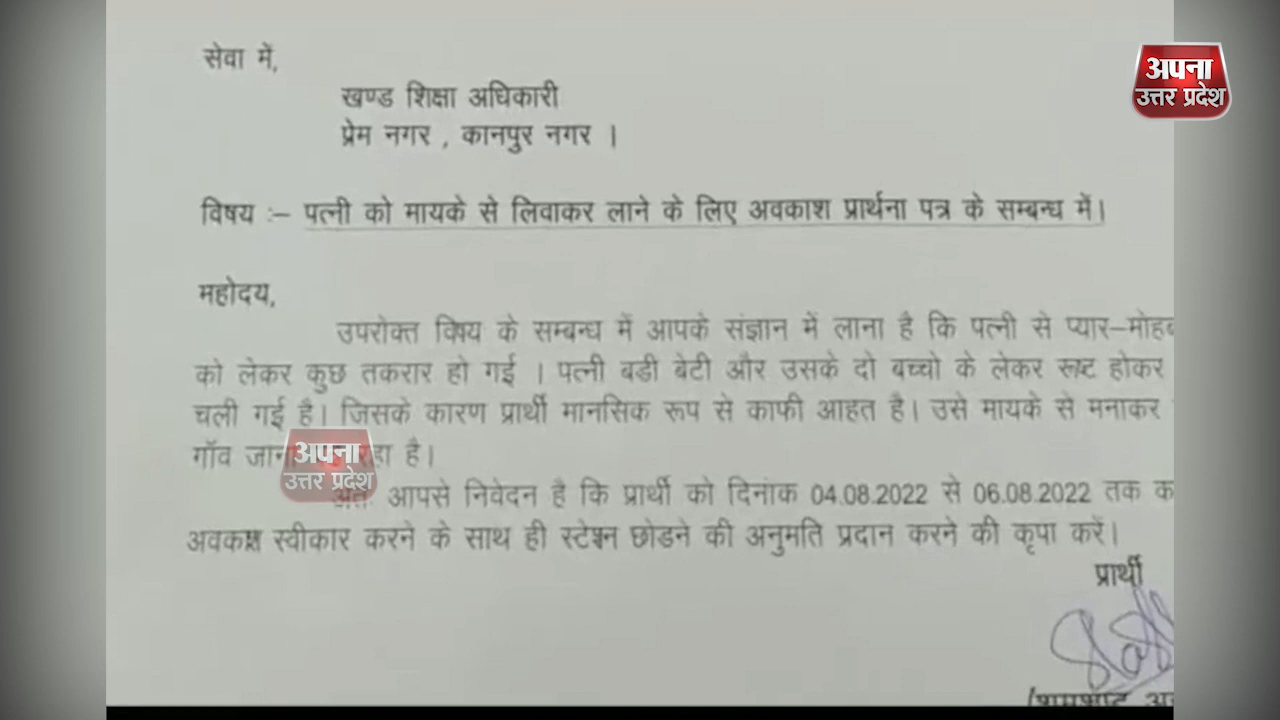 सेवा में,
खण्ड शिक्षा अधिकारी
प्रेम नगर , कानपुर नगर ।
विषय :– पत्नी को मायके से लिवाकर लाने के लिए अवकाश प्रार्थना पत्र के सम्बन्ध में।
महोदय,
उपरोक्त विषय के सम्बन्ध में आपके संज्ञान में लाना है कि पत्नी से
को लेकर कुछ तकरार हो गई । पत्नी बडी बेटी और उसके दो बच्चो के लेकर रूष्ट होकर
चली गई है। जिसके कारण प्रार्थी मानसिक रूप से काफी आहत है। उसे मायके से मनाकर
गॉव है।
आपसे निवेदन है कि प्रार्थी को दिनाक 04.08.2022 से 06.08.2022 तक
अवकाश स्वीकार करने के साथ ही स्टेशन छोडने की अनुमति प्रदान करने की कृपा करें।
प्रार्थी
अपना
उत्तर प्रदेश
अपना
उत्तर प्रदेश